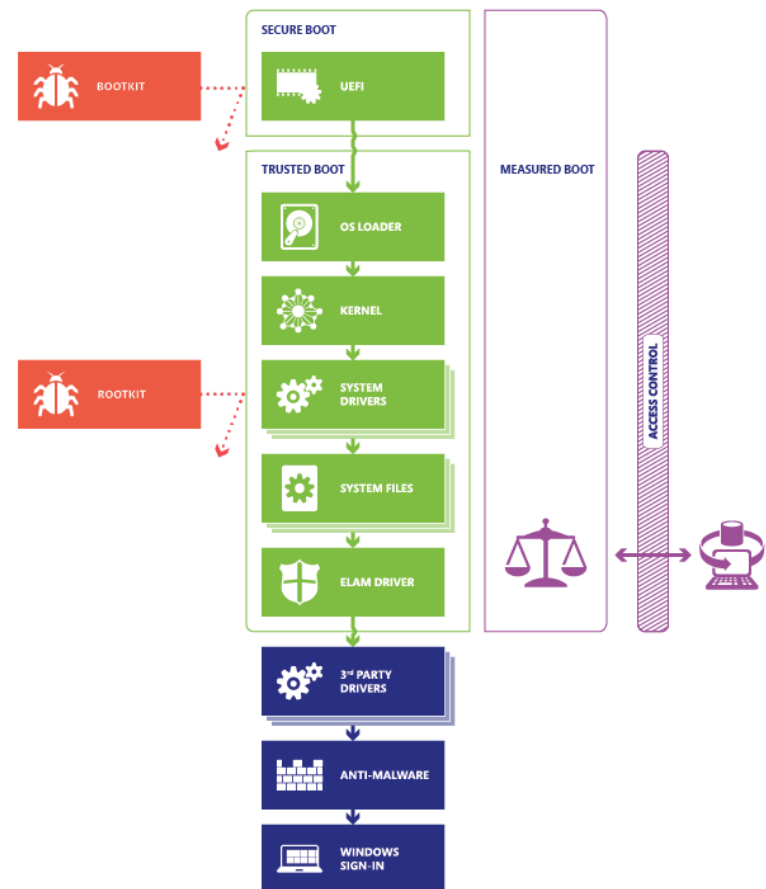 SECURE BOOT
BOOTKIT
UEFI
TRUSTED BOOT
MEASURED BOOT
OS LOADER
KERNEL
ROOTKIT
SYSTEM
DRIVERS
ACCESS CONTROL
SYSTEM FILES
ELAM DRIVER
3rd PARTY
DRIVERS
ANTI-MALWARE
WINDOWS
SIGN-IN